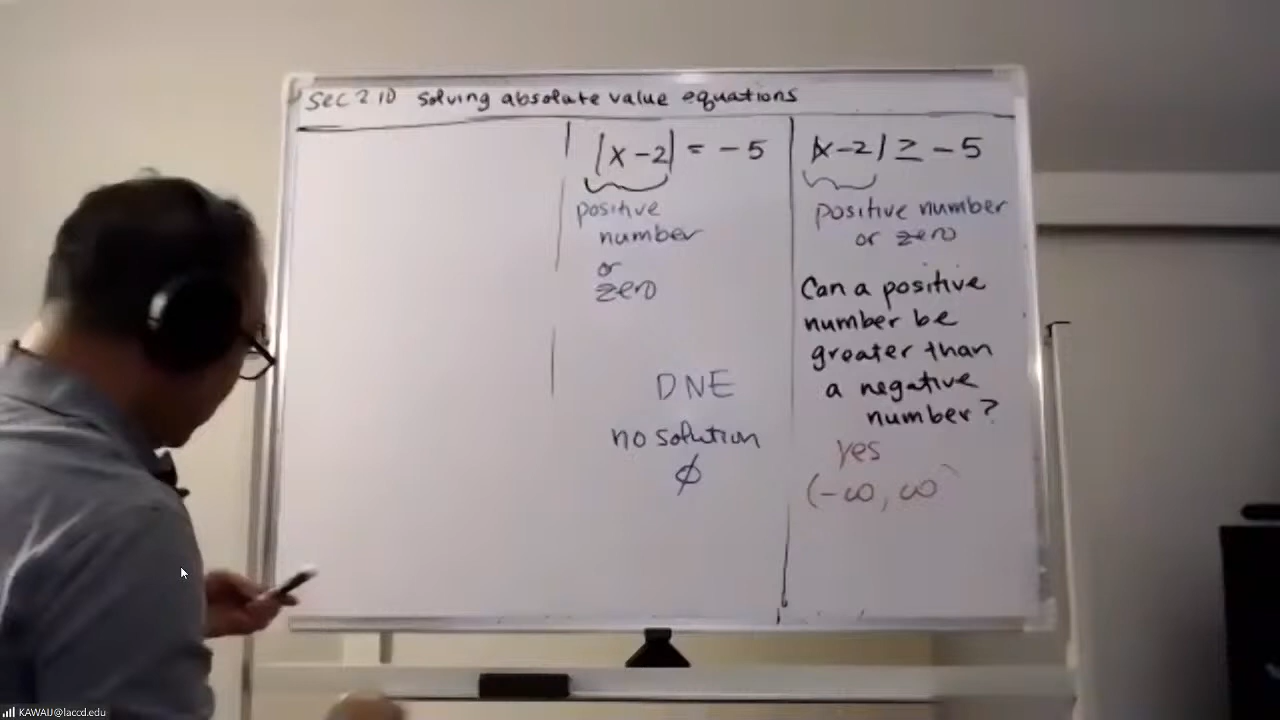 Sec 2.10 Solving absolute value equations
|x-2| = -5
positive
number
or
zero
DNE
no solution
∅
|x-2| ≥ -5
positive number
or zero
Can a positive
number be
greater than
a negative
number?
yes
(-∞, ∞)
KAWAIJ@laccd.edu